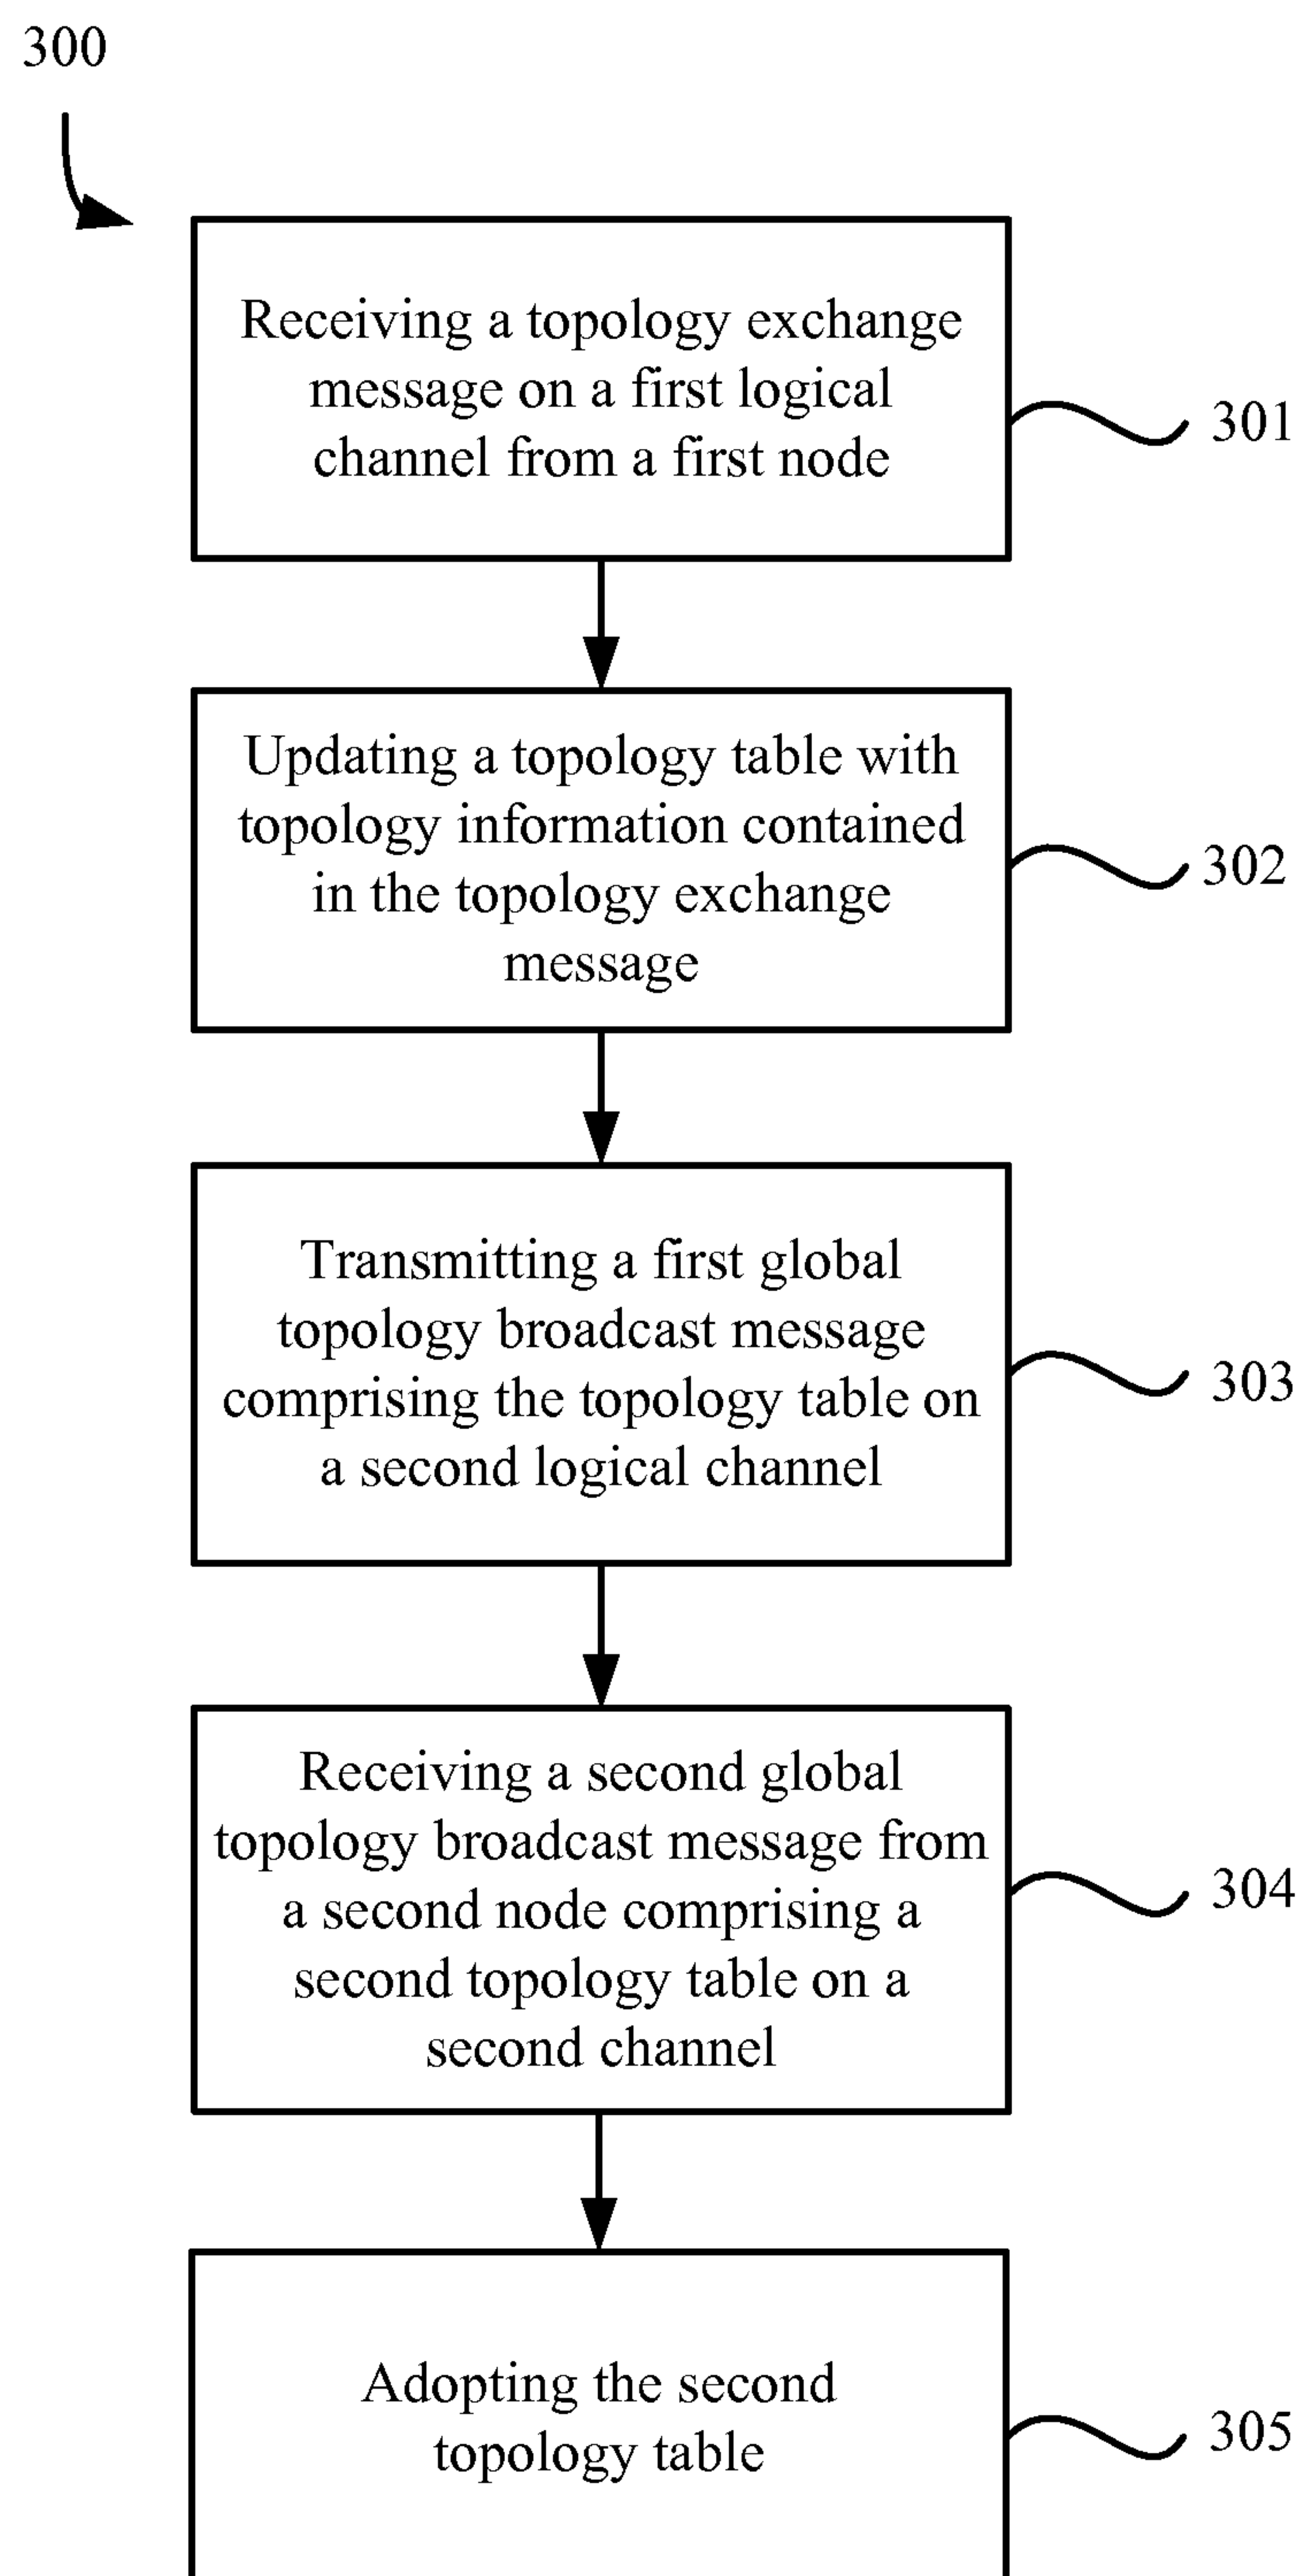 300
Receiving a topology exchange
message on a first logical
channel from a first node
301
Updating a topology table with
topology information contained
in the topology exchange
message
302
Transmitting a first global
topology broadcast message
comprising the topology table on
a second logical channel
303
Receiving a second global
topology broadcast message from
a second node comprising a
second topology table on a
second channel
304
Adopting the second
topology table
305